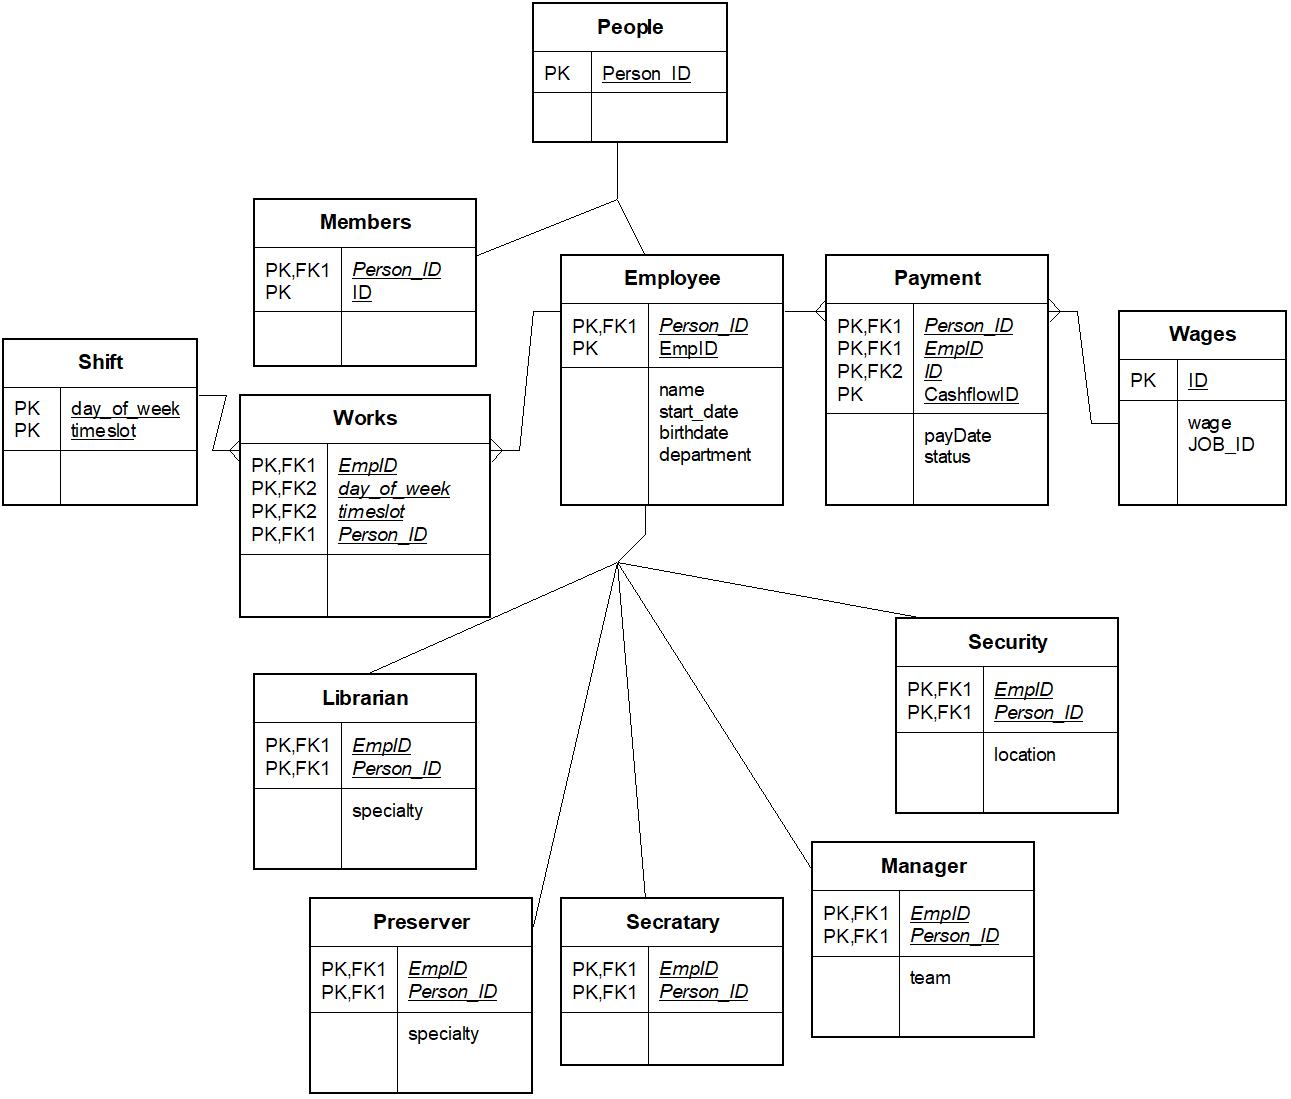 People
PK Person_ID
Members
PK,FK1 Person_ID
PK ID
Employee
PK,FK1 Person_ID
PK EmpID
name
start_date
birthdate
department
Payment
PK,FK1 Person_ID
PK,FK1 EmpID
PK,FK2 ID
PK CashflowID
payDate
status
Wages
PK ID
wage
JOB_ID
Shift
PK day_of_week
PK timeslot
Works
PK,FK1 EmpID
PK,FK2 day_of_week
PK,FK2 timeslot
PK,FK1 Person_ID
Security
PK,FK1 EmpID
PK,FK1 Person_ID
location
Librarian
PK,FK1 EmpID
PK,FK1 Person_ID
specialty
Manager
PK,FK1 EmpID
PK,FK1 Person_ID
team
Preserver
PK,FK1 EmpID
PK,FK1 Person_ID
specialty
Secratary
PK,FK1 EmpID
PK,FK1 Person_ID